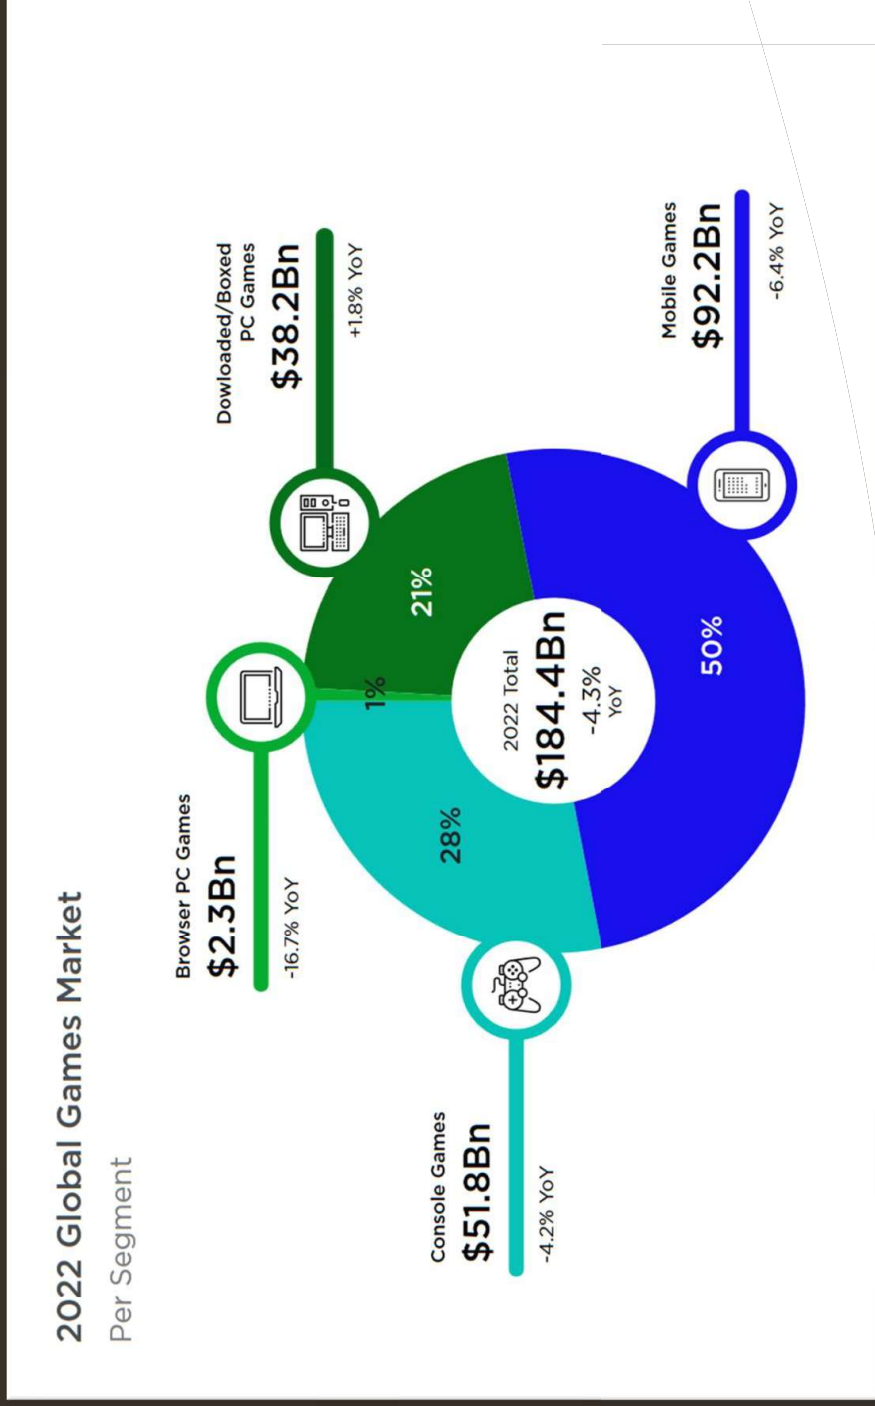 2022 Global Games Market
Per Segment
Browser PC Games
$2.3Bn
-16.7% YoY
Dowloaded/Boxed
PC Games
$38.2Bn
+1.8% YoY
Console Games
$51.8Bn
-4.2% YoY
Mobile Games
$92.2Bn
-6.4% YoY
1%
21%
28%
50%
2022 Total
$184.4Bn
-4.3%
YoY